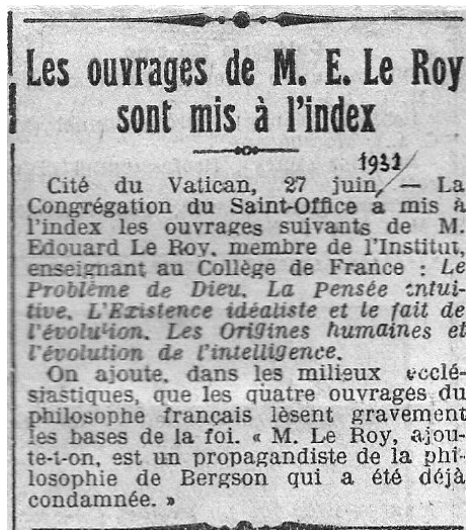 Les ouvrages de M. E. Le Roy
sont mis à l'index
1931
Cité du Vatican, 27 juin, — La
Congrégation du Saint-Office a mis à
l'index les ouvrages suivants de M.
Edouard Le Roy, membre de l'Institut,
enseignant au Collège de France : Le
Problème de Dieu. La Pensée intui-
tive. L'Existence idéaliste et le fait de
l'évolution. Les Origines humaines et
l'évolution de l'intelligence.
On ajoute, dans les milieux ecclé-
siastiques, que les quatre ouvrages du
philosophe français lèsent gravement
les bases de la foi. « M. Le Roy, ajou-
te-t-on, est un propagandiste de la phi-
losophie de Bergson qui a été déjà
condamnée. »